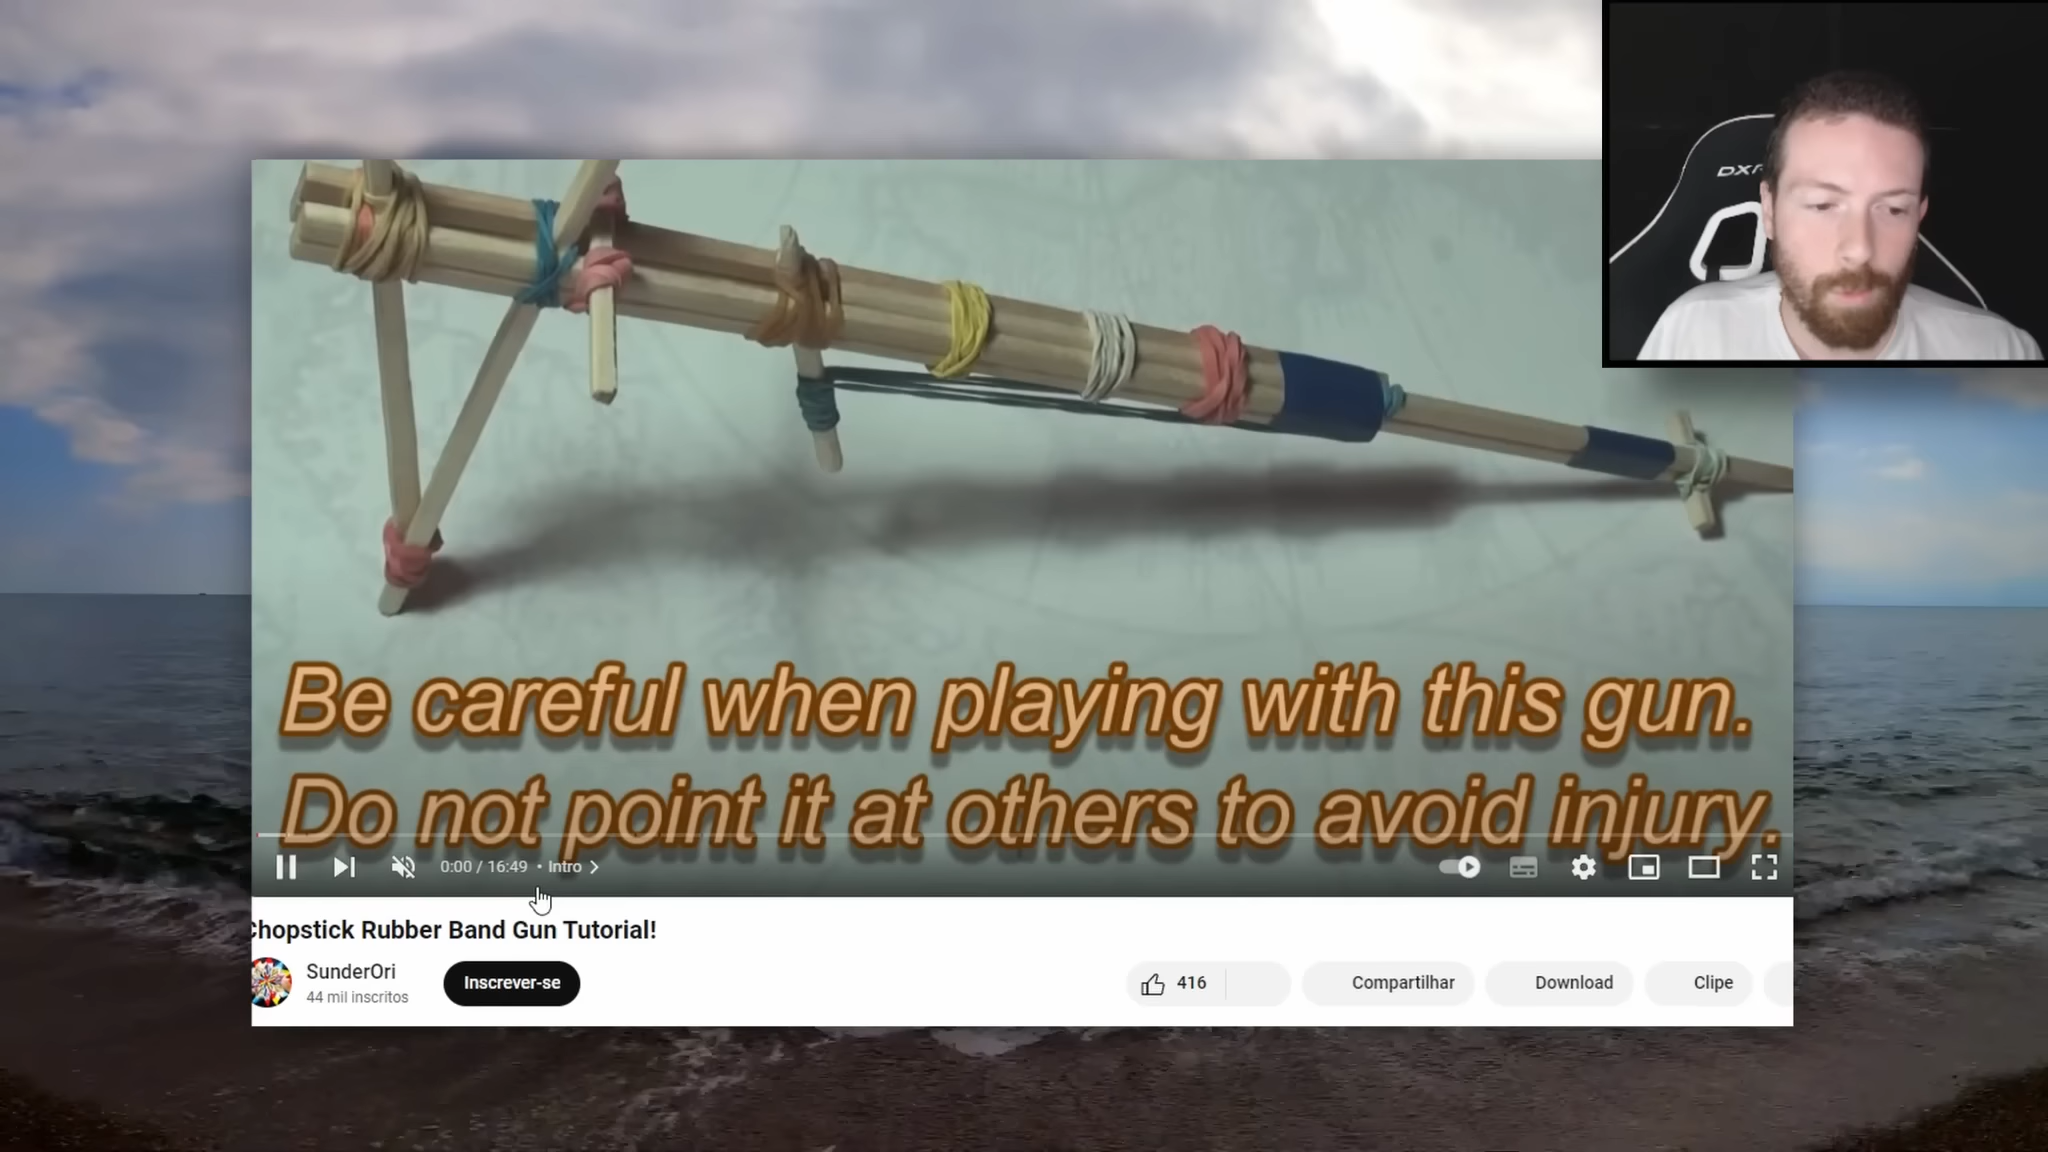 Be careful when playing with this gun.
Do not point it at others to avoid injury.
0:00 / 16:49 • Intro
Chopstick Rubber Band Gun Tutorial!
SunderOri
44 mil inscritos
Inscrever-se
416
Compartilhar
Download
Clipe